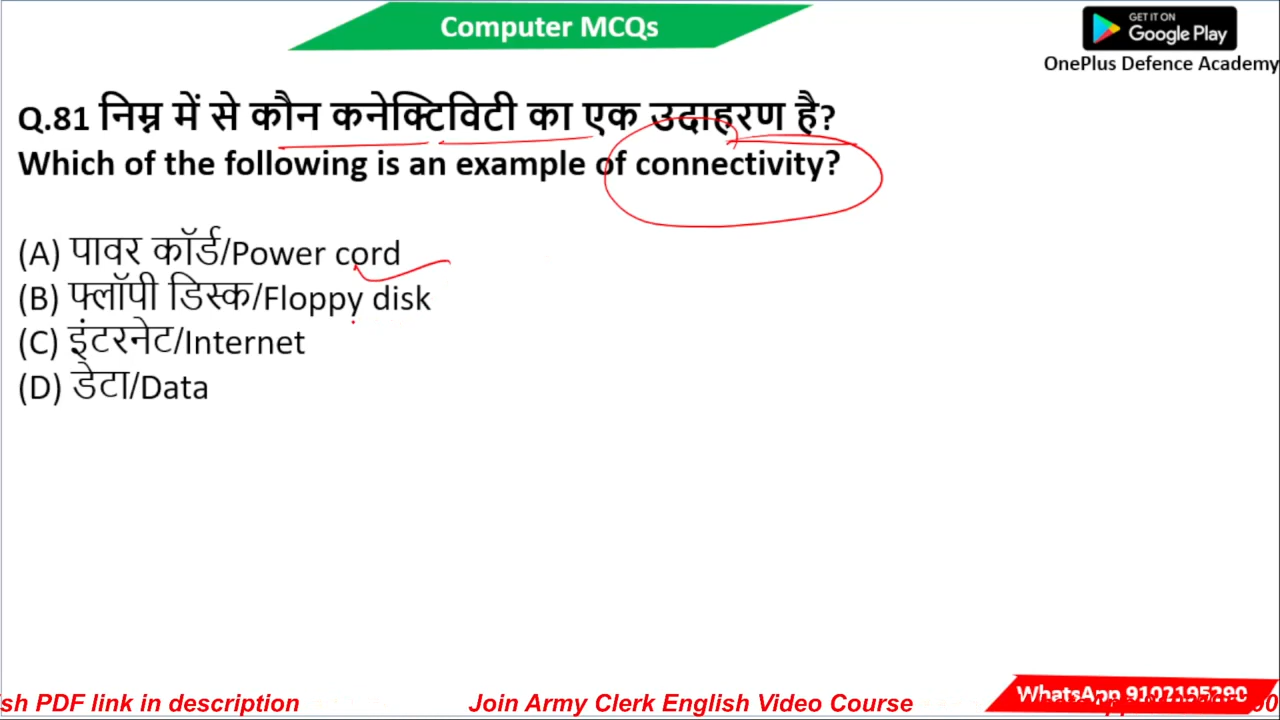 Computer MCQs
GET IT ON
Google Play
OnePlus Defence Academy
Q.81 निम्न में से कौन कनेक्टिविटी का एक उदाहरण है?
Which of the following is an example of connectivity?
(A) पावर कॉर्ड/Power cord
(B) फ्लॉपी डिस्क/Floppy disk
(C) इंटरनेट/Internet
(D) डेटा/Data
sh PDF link in description Join Army Clerk English Video Course
WhatsApp